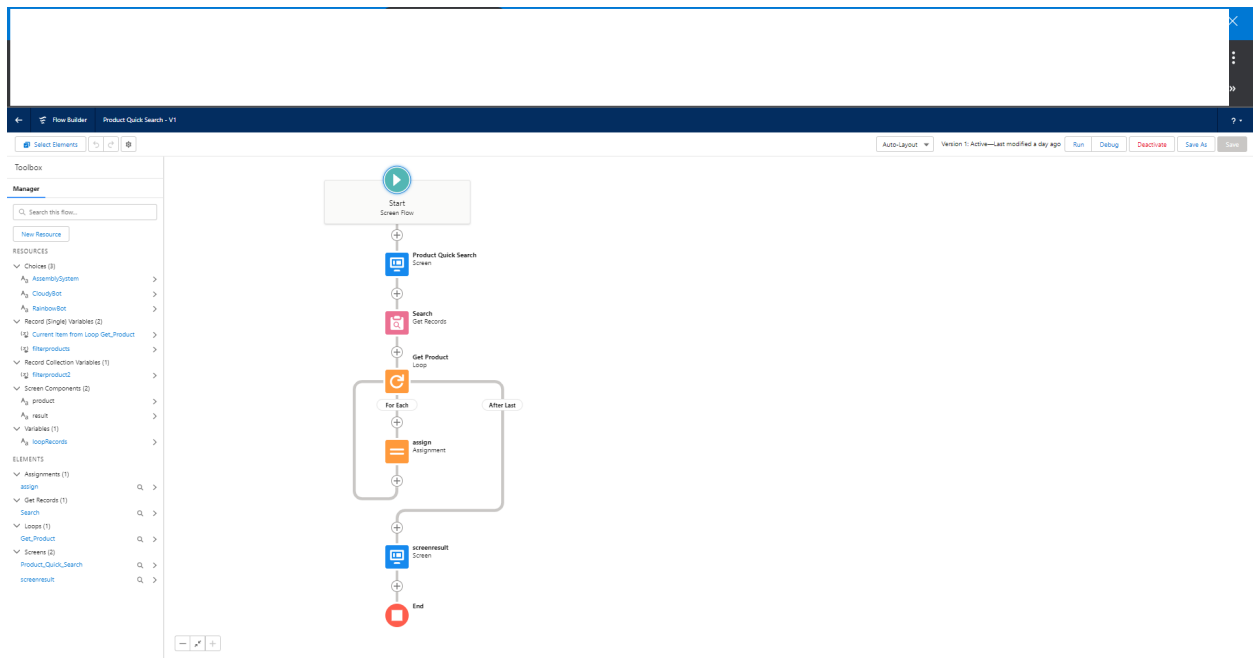 Flow Builder Product Quick Search - V1 ?
Select Elements Auto-Layout Version 1: Active—Last modified a day ago Run Debug Deactivate Save As Save
Toolbox
Manager
Search this flow...
New Resource
RESOURCES
Choices (3)
AssemblySystem
CloudyBot
RainbowBot
Record (Single) Variables (2)
Current Item from Loop Get_Product
filterproducts
Record Collection Variables (1)
filterproduct2
Screen Components (2)
product
result
Variables (1)
loopRecords
ELEMENTS
Assignments (1)
assign
Get Records (1)
Search
Loops (1)
Get_Product
Screens (2)
Product_Quick_Search
screenresult
Start
Screen Flow
Product Quick Search
Screen
Search
Get Records
Get Product
Loop
For Each After Last
assign
Assignment
screenresult
Screen
End